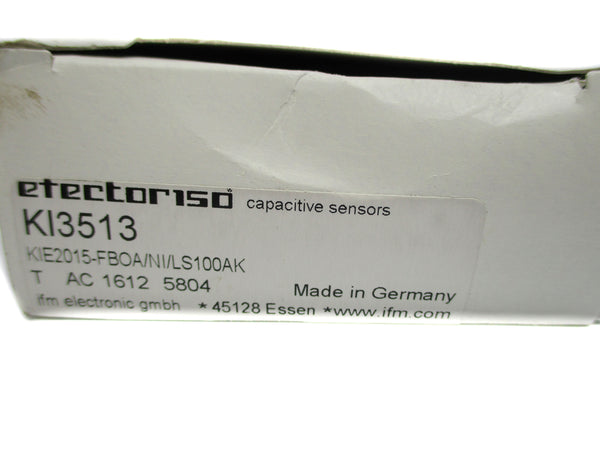 efector150® capacitive sensors
KI3513
KIE2015-FBOA/NI/LS100AK
T AC 1612 5804
Made in Germany
ifm electronic gmbh * 45128 Essen *www.ifm.com